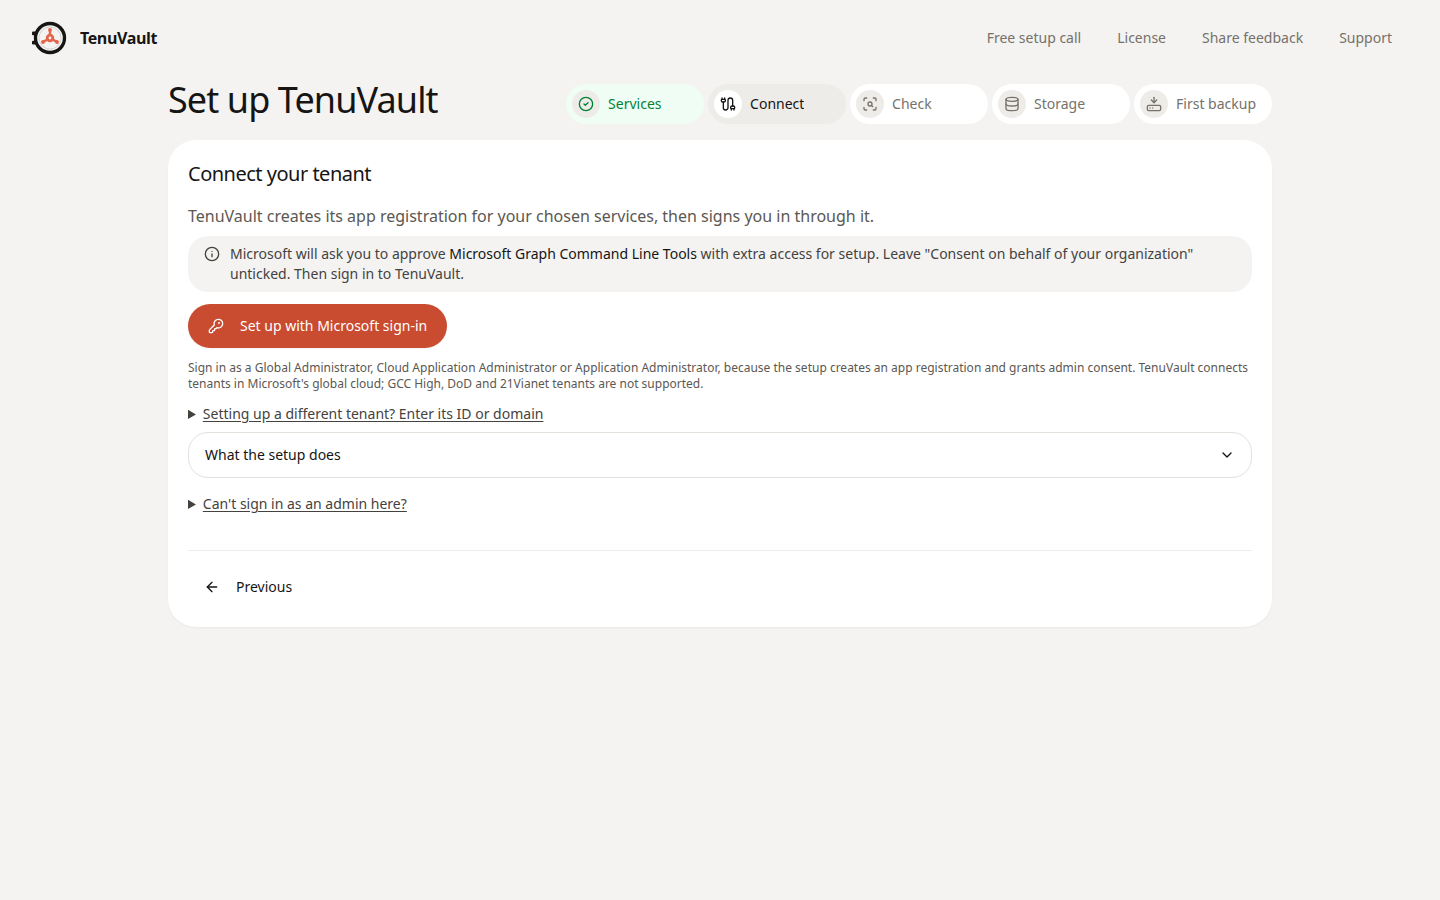 TenuVault
Free setup call
License
Share feedback
Support
Set up TenuVault
Services
Connect
Check
Storage
First backup
Connect your tenant
TenuVault creates its app registration for your chosen services, then signs you in through it.
Microsoft will ask you to approve Microsoft Graph Command Line Tools with extra access for setup. Leave "Consent on behalf of your organization"
unticked. Then sign in to TenuVault.
Set up with Microsoft sign-in
Sign in as a Global Administrator, Cloud Application Administrator or Application Administrator, because the setup creates an app registration and grants admin consent. TenuVault connects
tenants in Microsoft's global cloud; GCC High, DoD and 21Vianet tenants are not supported.
Setting up a different tenant? Enter its ID or domain
What the setup does
Can't sign in as an admin here?
Previous